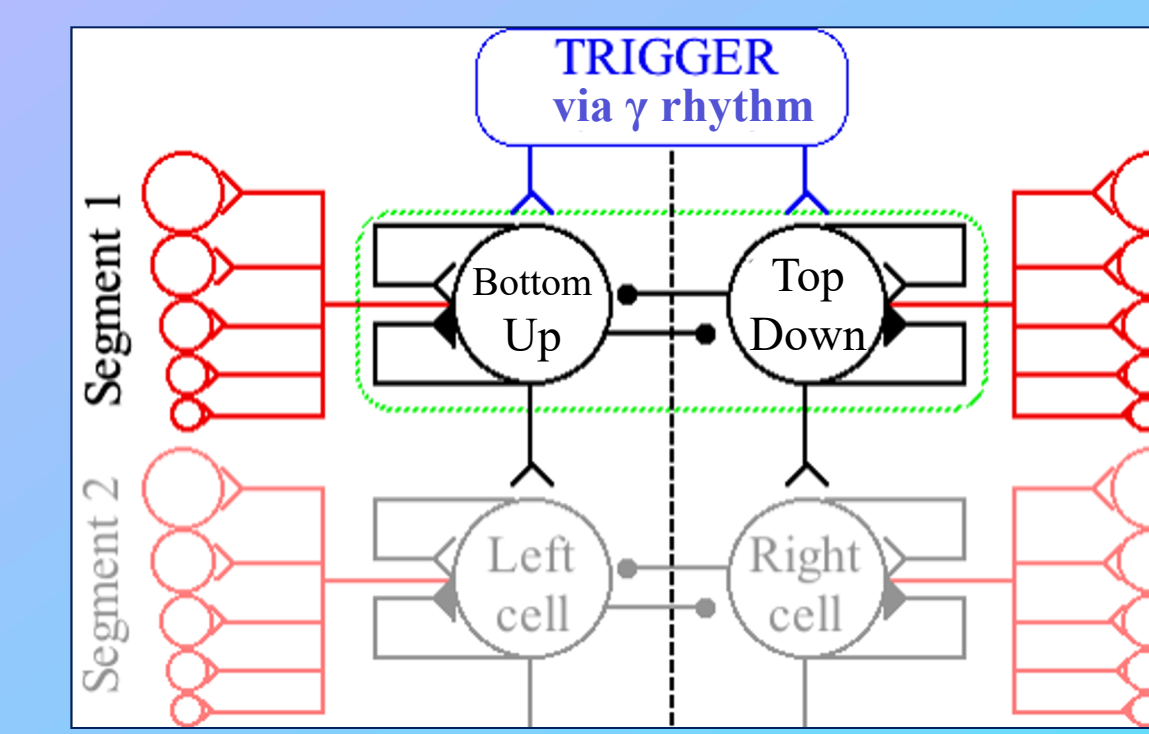 TRIGGER
via γ rhythm
Segment 1
Bottom
Up
Top
Down
Segment 2
Left
cell
Right
cell